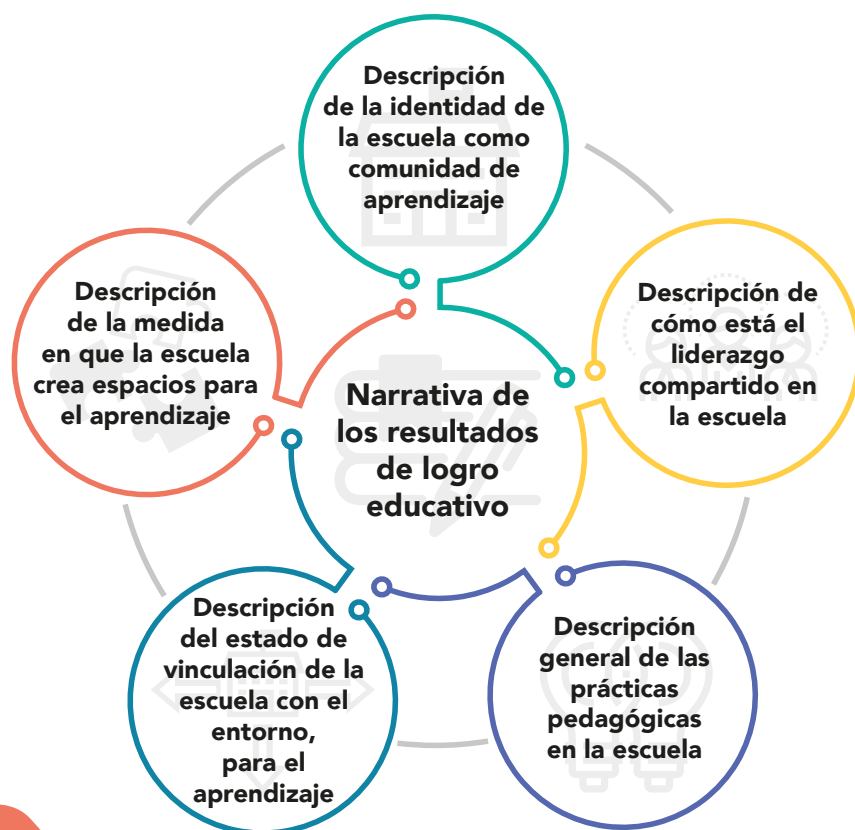 Descripción
de la identidad de
la escuela como
comunidad de
aprendizaje
Descripción
de la medida
en que la escuela
crea espacios para
el aprendizaje
Descripción de
cómo está el
liderazgo
compartido en
la escuela
Narrativa de
los resultados
de logro
educativo
Descripción
del estado de
vinculación de la
escuela con el
entorno,
para el
aprendizaje
Descripción
general de las
prácticas
pedagógicas
en la escuela